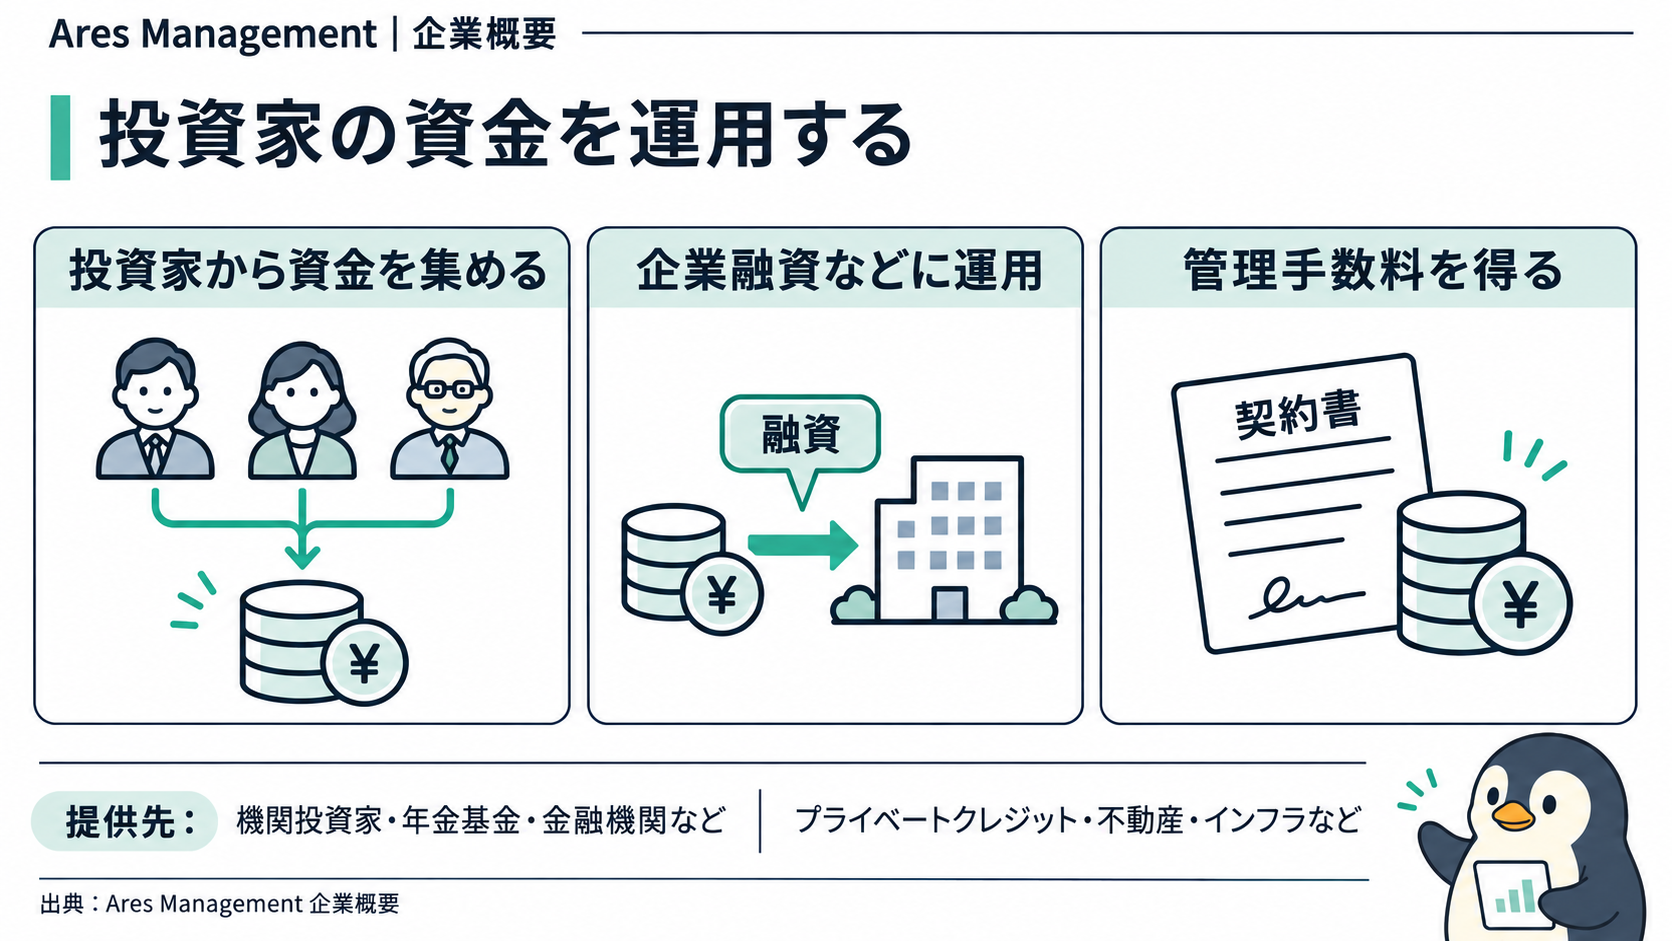 Ares Management | 企業概要
投資家の資金を運用する
投資家から資金を集める
企業融資などに運用
管理手数料を得る
融資
契約書
¥
¥
¥
提供先： 機関投資家・年金基金・金融機関など | プライベートクレジット・不動産・インフラなど
出典：Ares Management 企業概要